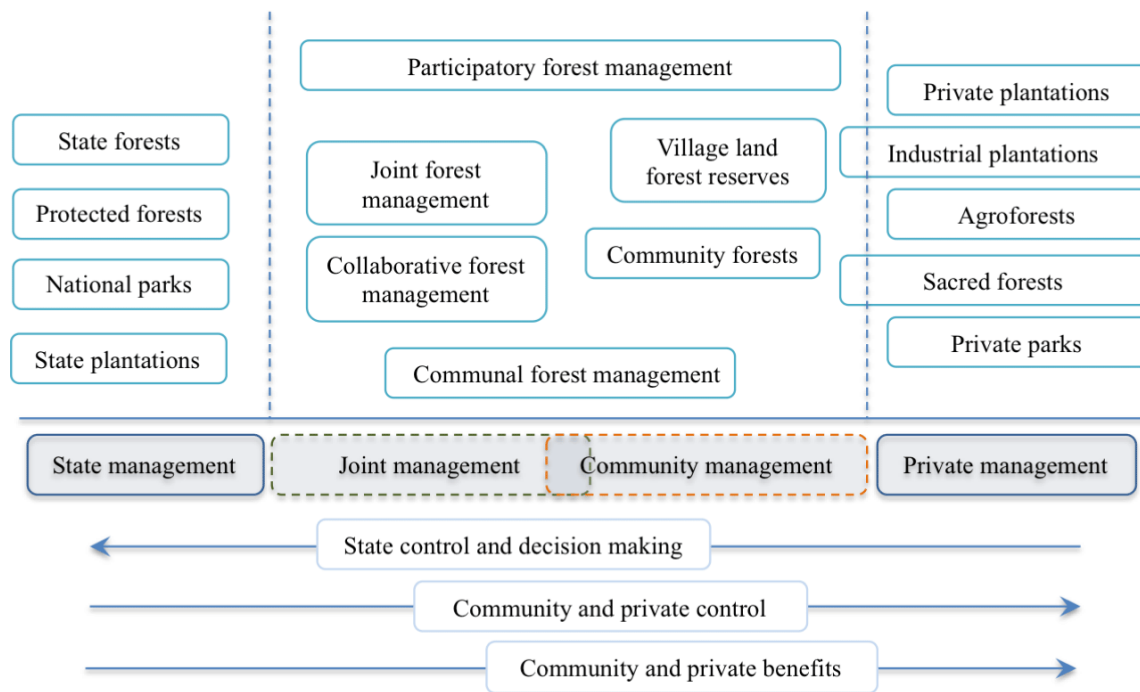 State forests
Protected forests
National parks
State plantations
Participatory forest management
Joint forest
management
Collaborative forest
management
Village land
forest reserves
Community forests
Communal forest management
Private plantations
Industrial plantations
Agroforests
Sacred forests
Private parks
State management
Joint management
Community management
Private management
State control and decision making
Community and private control
Community and private benefits